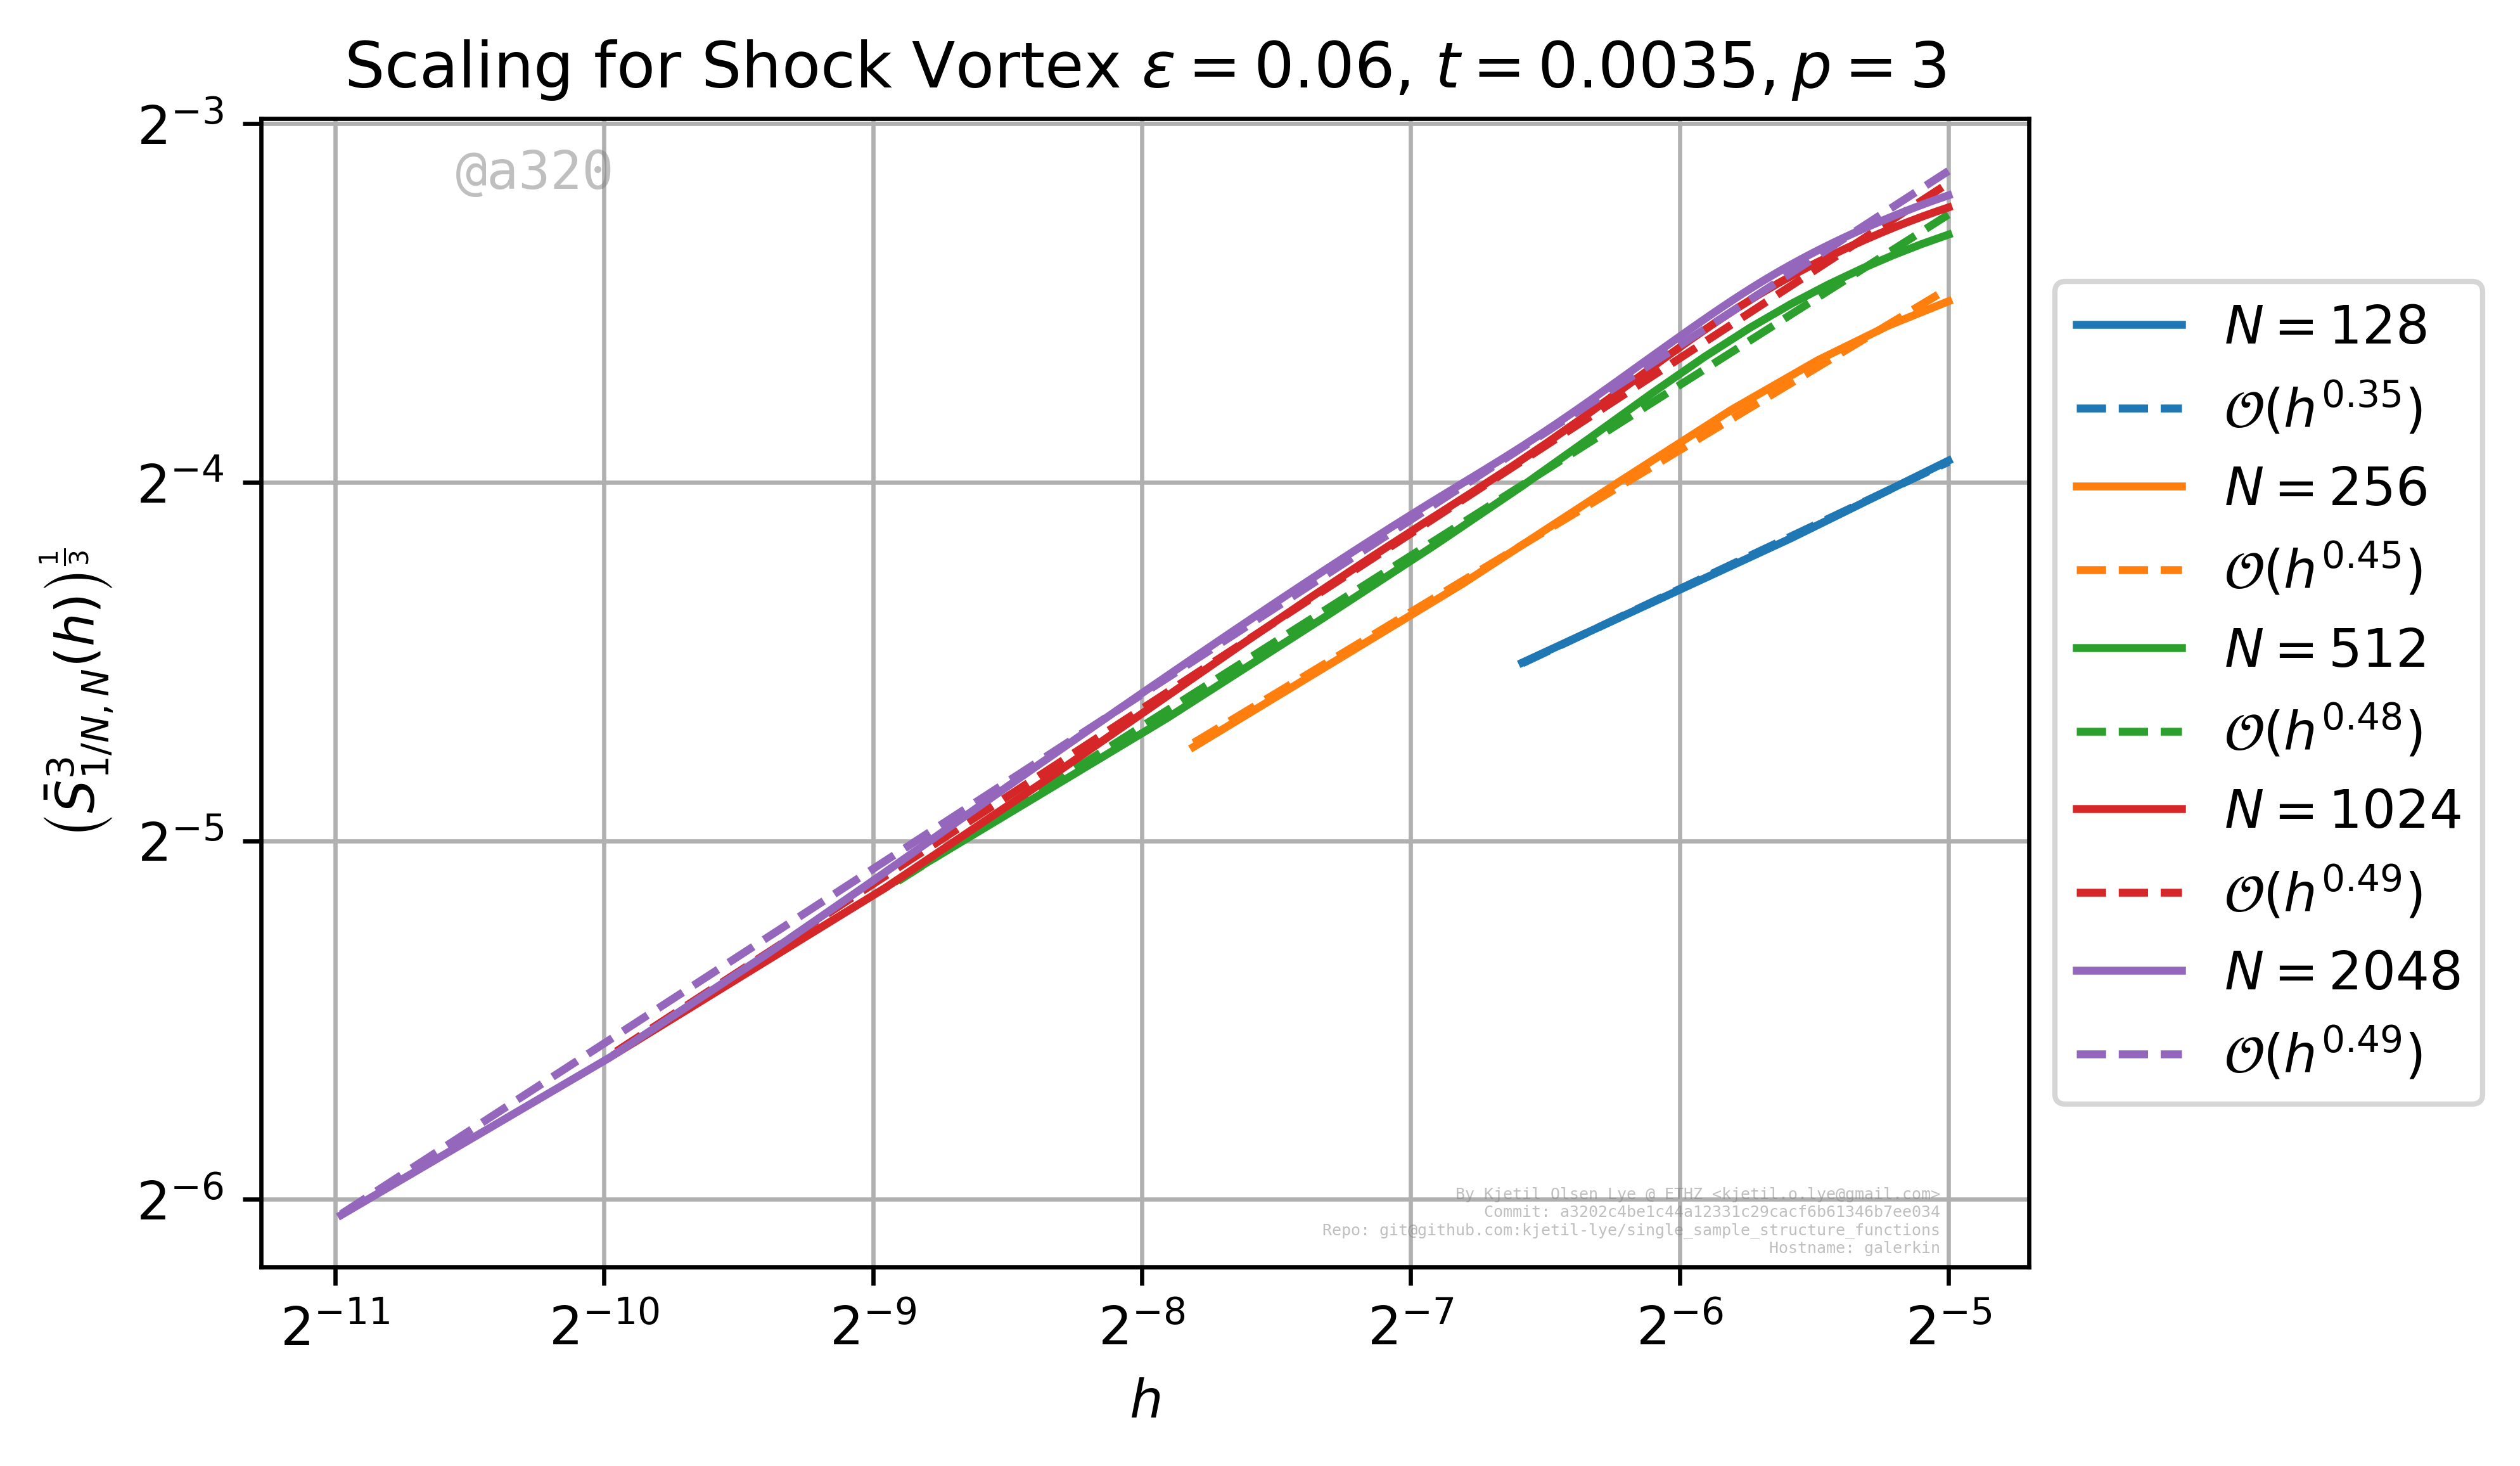 Scaling for Shock Vortex ε = 0.06, t = 0.0035, p = 3
@a320
2⁻³
2⁻⁴
2⁻⁵
2⁻⁶
(S̄³₁/N, N(h))^(1/3)
2⁻¹¹ 2⁻¹⁰ 2⁻⁹ 2⁻⁸ 2⁻⁷ 2⁻⁶ 2⁻⁵
h
N = 128
𝒪(h^0.35)
N = 256
𝒪(h^0.45)
N = 512
𝒪(h^0.48)
N = 1024
𝒪(h^0.49)
N = 2048
𝒪(h^0.49)
By Kjetil Olsen Lye @ ETHZ <kjetil.o.lye@gmail.com>
Commit: a3202c4be1c44a12331c29cacf6b61346b7ee034
Repo: git@github.com:kjetil-lye/single_sample_structure_functions
Hostname: galerkin